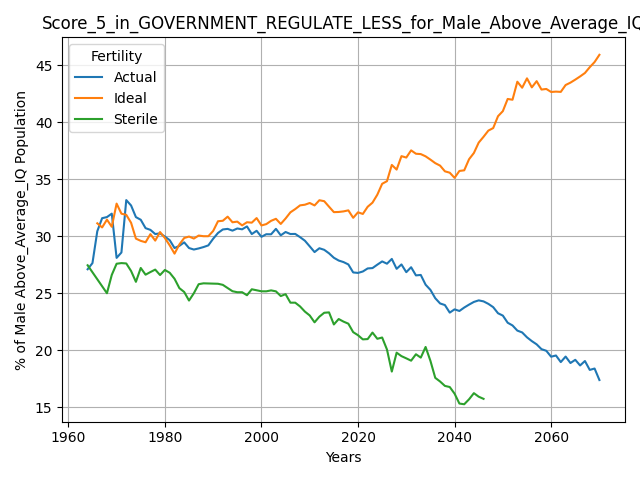 Score_5_in_GOVERNMENT_REGULATE_LESS_for_Male_Above_Average_IQ
Fertility
Actual
Ideal
Sterile
% of Male Above_Average_IQ Population
45
40
35
30
25
20
15
1960 1980 2000 2020 2040 2060
Years